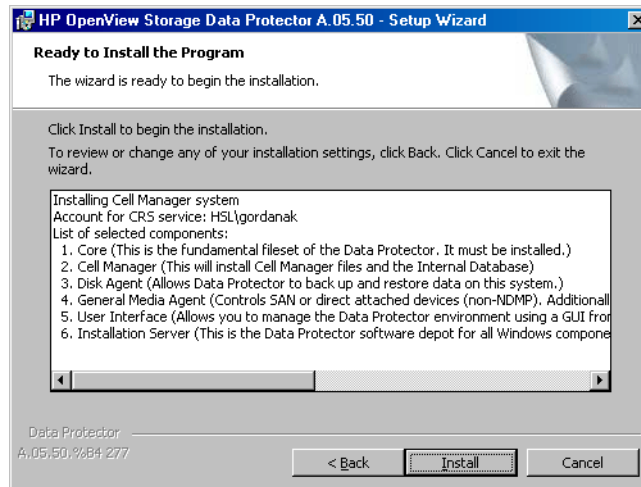 HP OpenView Storage Data Protector A.05.50 - Setup Wizard
Ready to Install the Program
The wizard is ready to begin the installation.
Click Install to begin the installation.
To review or change any of your installation settings, click Back. Click Cancel to exit the
wizard.
Installing Cell Manager system
Account for CRS service: HSL\gordanak
List of selected components:
1. Core (This is the fundamental fileset of the Data Protector. It must be installed.)
2. Cell Manager (This will install Cell Manager files and the Internal Database)
3. Disk Agent (Allows Data Protector to back up and restore data on this system.)
4. General Media Agent (Controls SAN or direct attached devices (non-NDMP). Additionall
5. User Interface (Allows you to manage the Data Protector environment using a GUI fror
6. Installation Server (This is the Data Protector software depot for all Windows compone
Data Protector
A.05.50,%B4 277
< Back
Install
Cancel